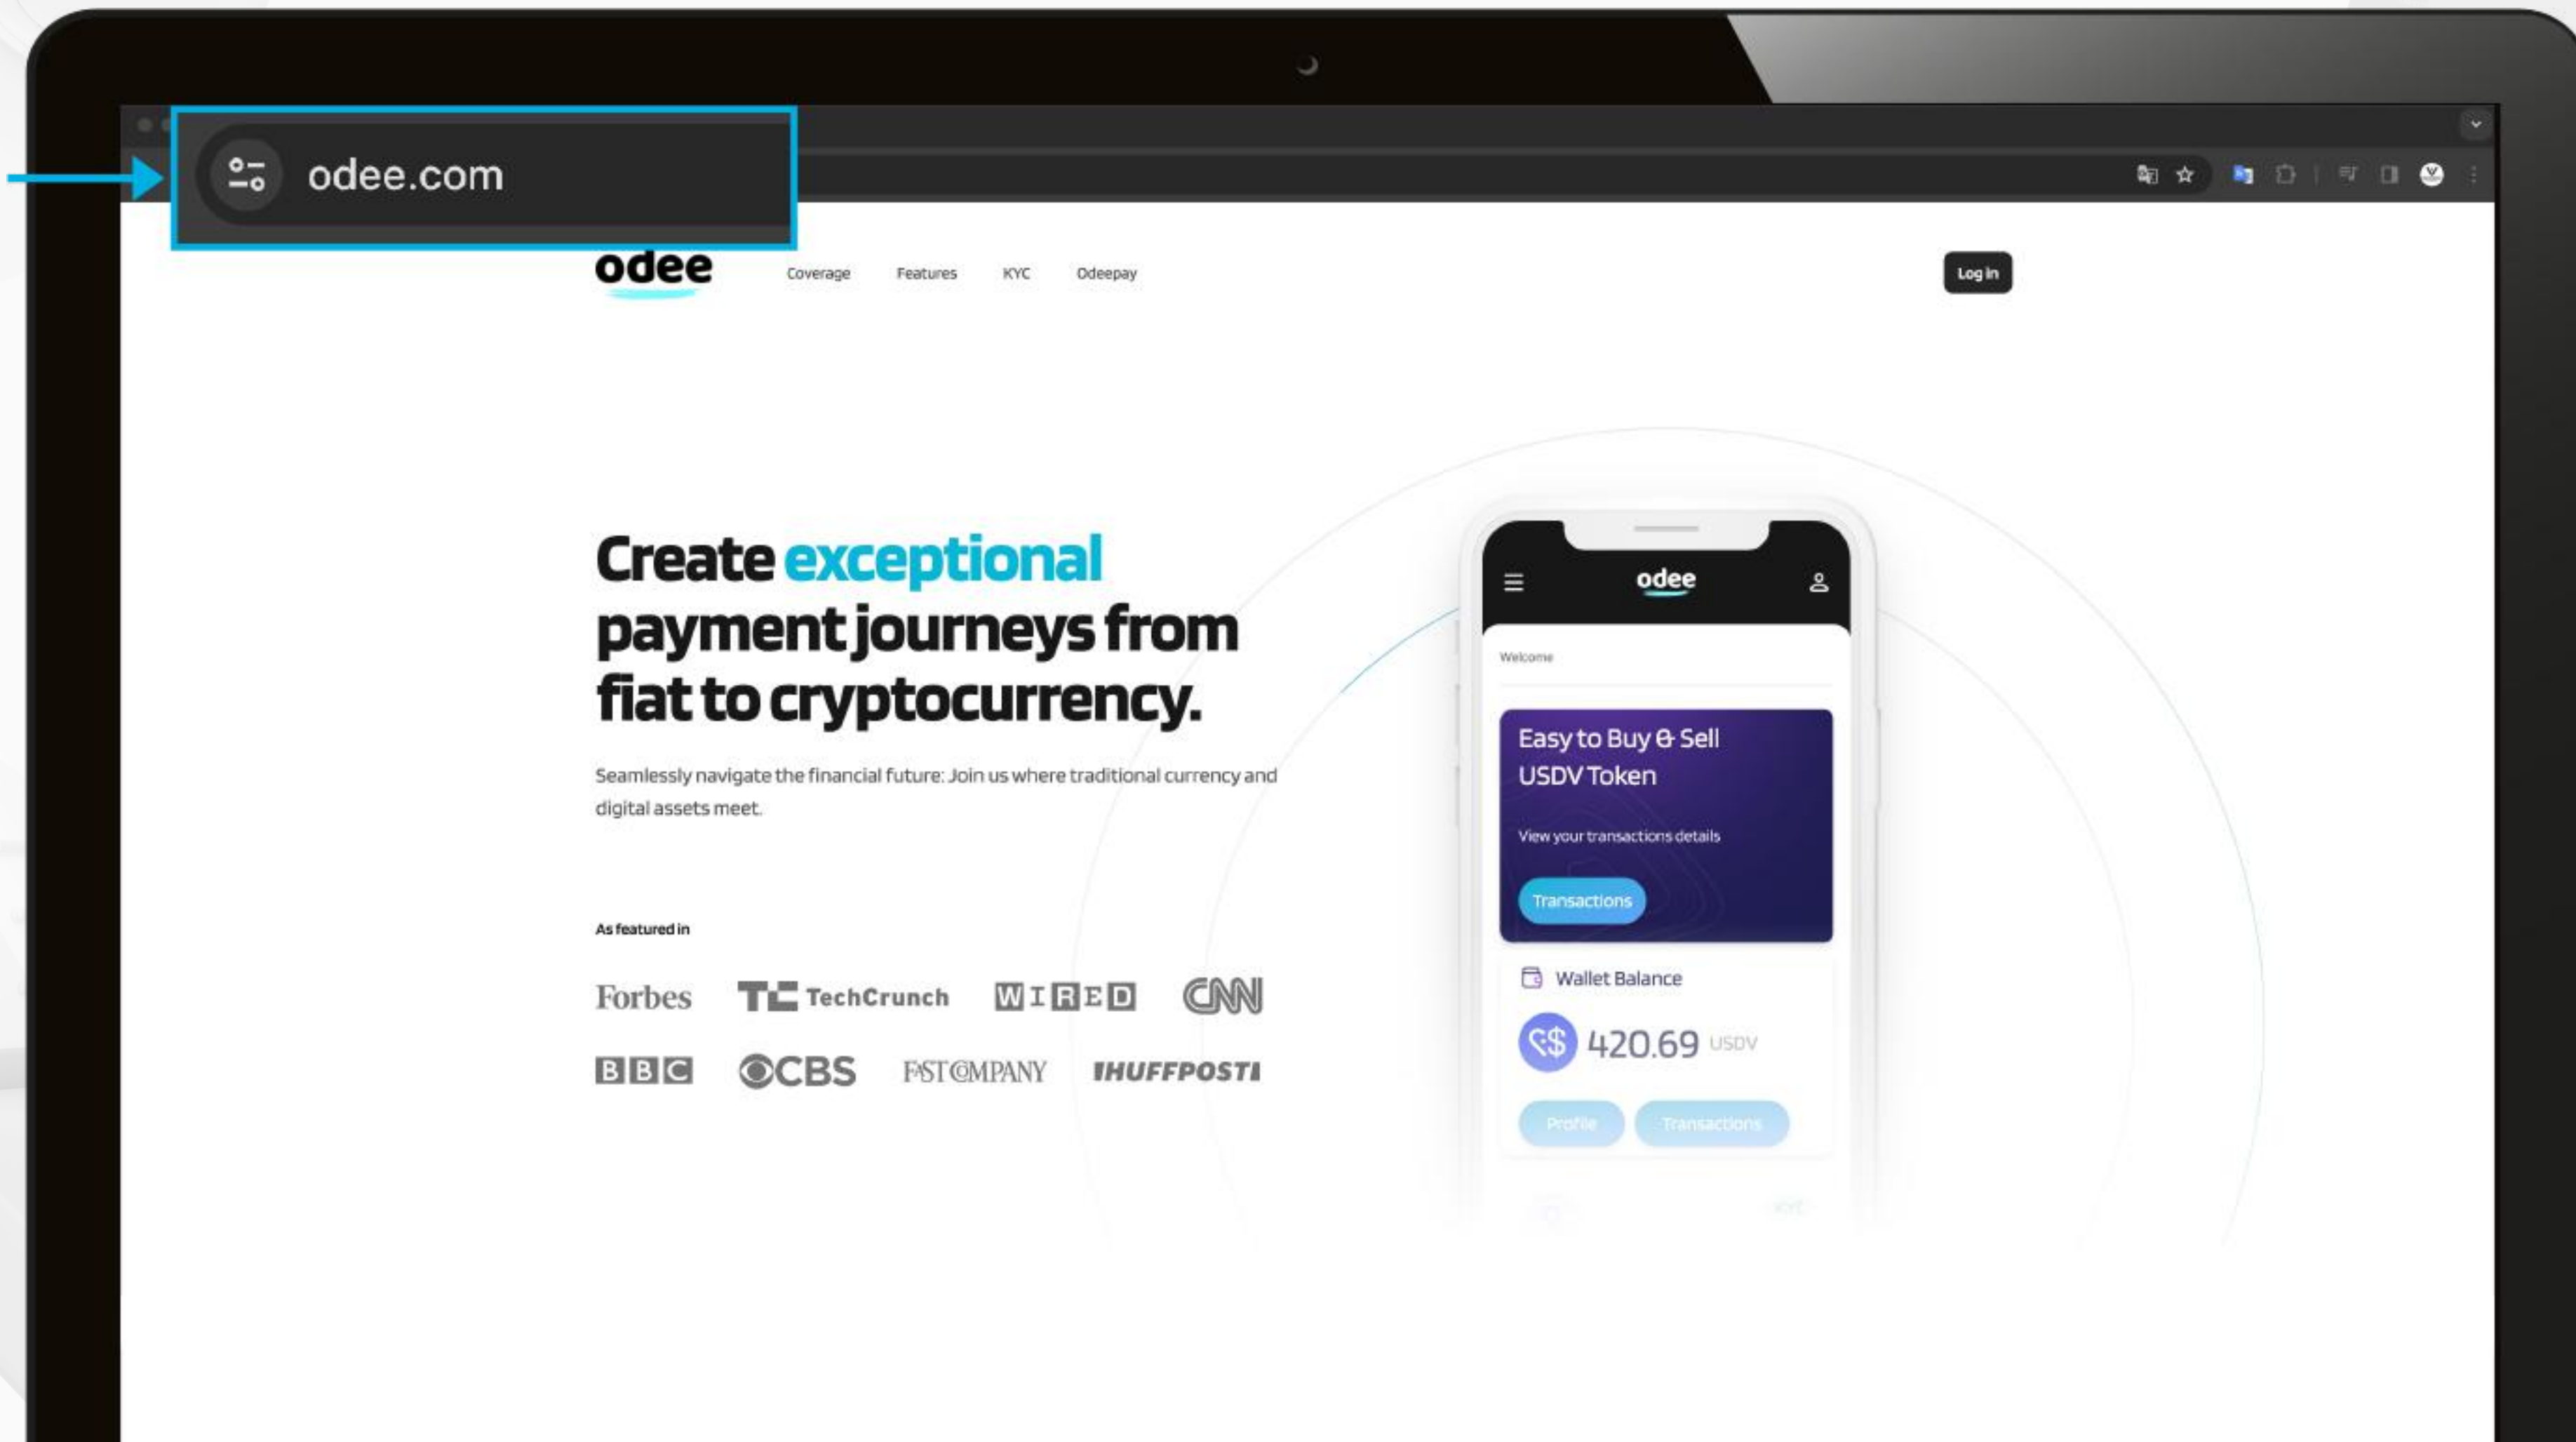 odee.com
odee
Coverage
Features
KYC
Odeepay
Log in
Create exceptional
payment journeys from
fiat to cryptocurrency.
Seamlessly navigate the financial future: Join us where traditional currency and
digital assets meet.
As featured in
Forbes
TC TechCrunch
WIRED
CNN
BBC
CBS
FAST COMPANY
HUFFPOST
odee
Welcome
Easy to Buy & Sell
USDV Token
View your transactions details
Transactions
Wallet Balance
420.69 USDV
Profile
Transactions
KYC